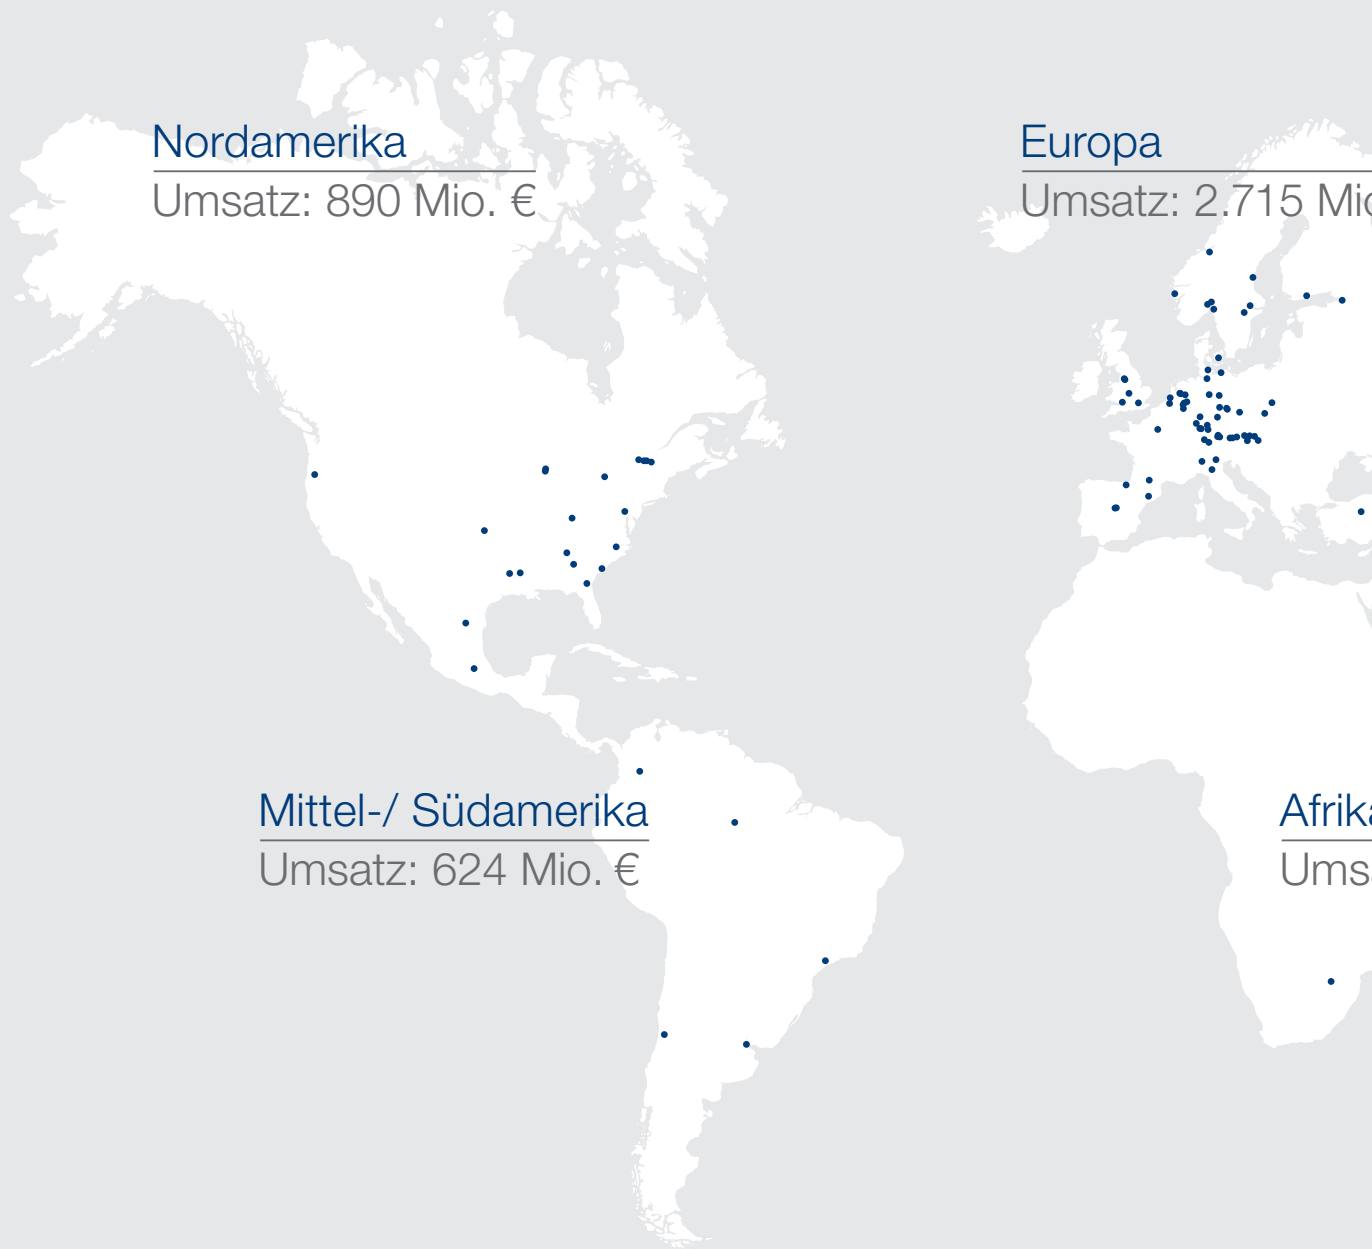 Nordamerika
Umsatz: 890 Mio. €
Europa
Umsatz: 2.715
Mittel-/ Südamerika
Umsatz: 624 Mio. €